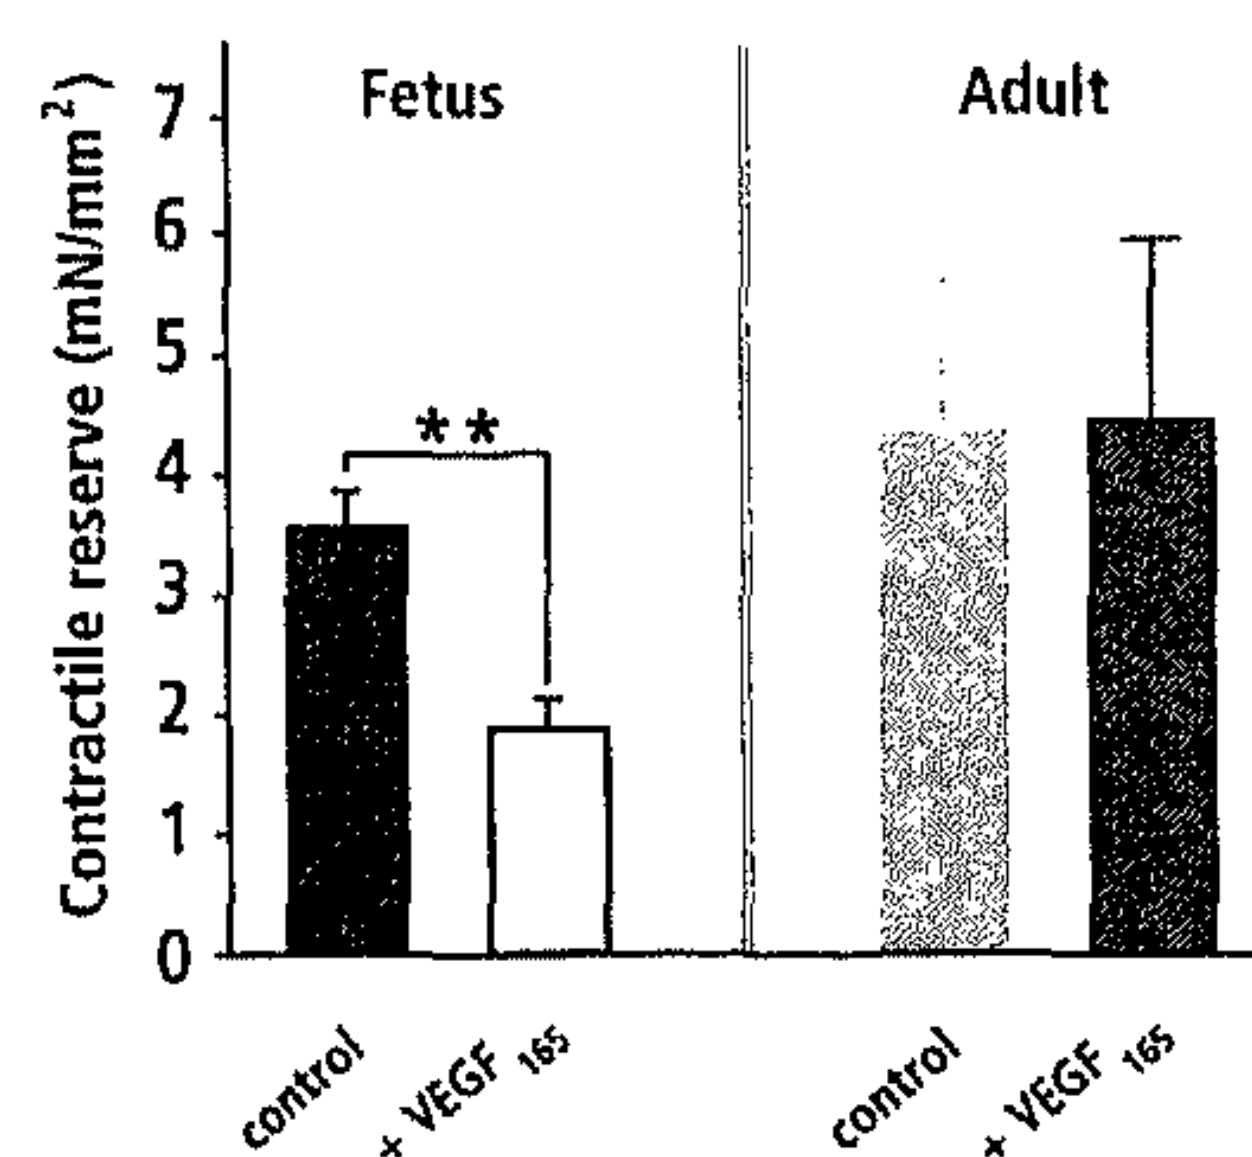 Fetus
Adult
Contractile reserve (mN/mm²)
7
6
5
4
3
2
1
0
**
control
+ VEGF 165
control
+ VEGF 165